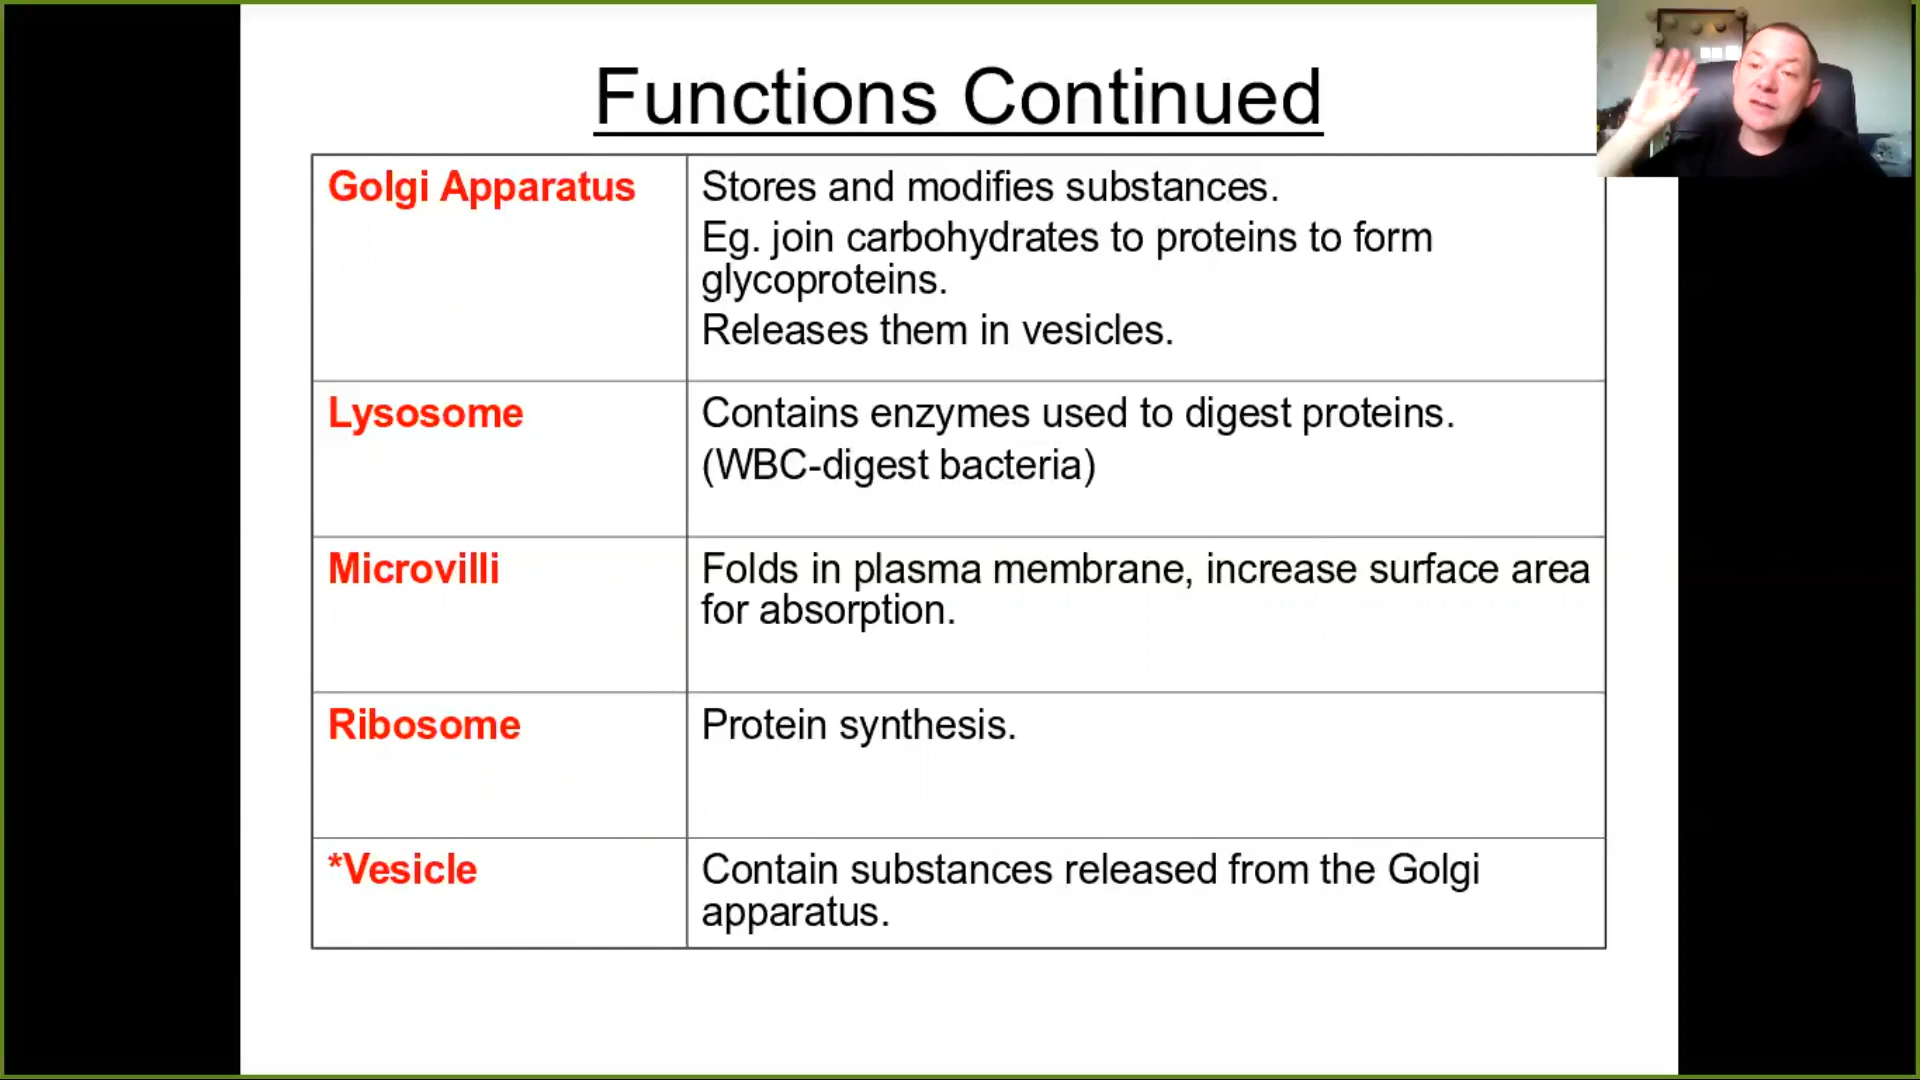 Functions Continued
Golgi Apparatus
Stores and modifies substances.
Eg. join carbohydrates to proteins to form
glycoproteins.
Releases them in vesicles.
Lysosome
Contains enzymes used to digest proteins.
(WBC-digest bacteria)
Microvilli
Folds in plasma membrane, increase surface area
for absorption.
Ribosome
Protein synthesis.
*Vesicle
Contain substances released from the Golgi
apparatus.